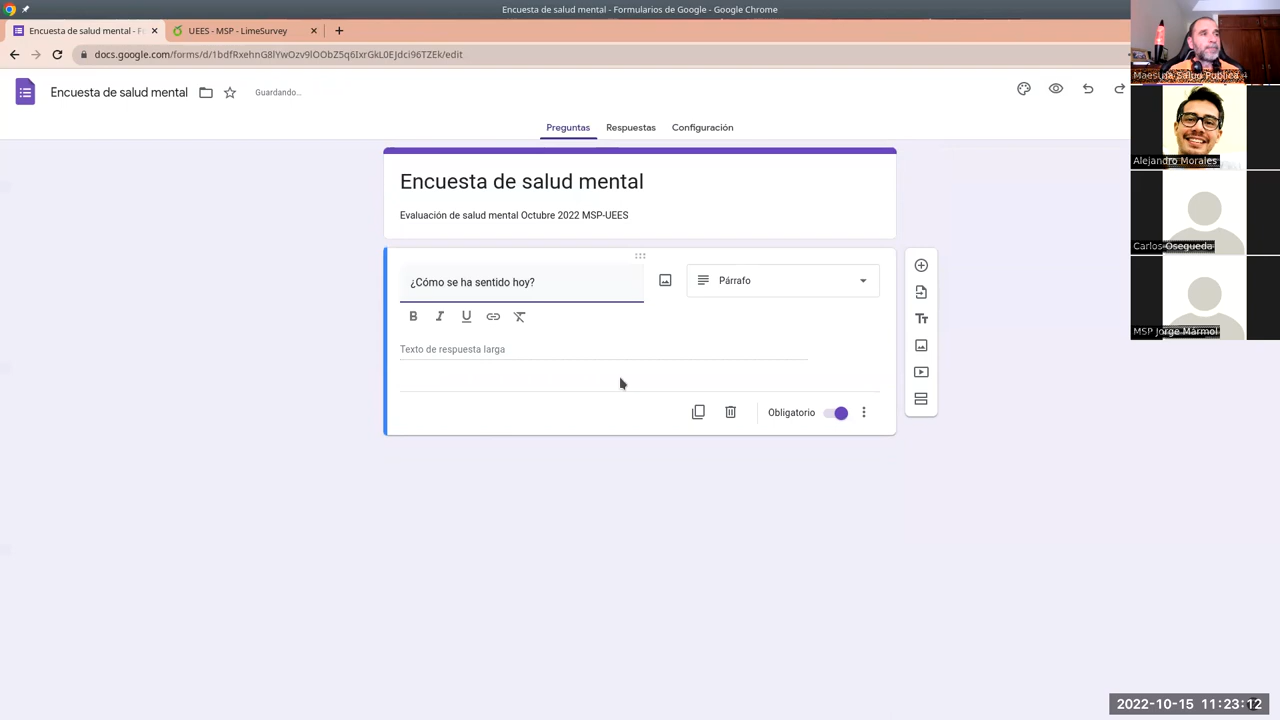 Encuesta de salud mental - Formularios de Google - Google Chrome
Encuesta de salud mental - F
UEES - MSP - LimeSurvey
docs.google.com/forms/d/1bdfRxehnG8lYwOzv9lOObZ5q6IxrGkL0EJdci96TZEk/edit
Encuesta de salud mental
Guardando...
Preguntas
Respuestas
Configuración
Encuesta de salud mental
Evaluación de salud mental Octubre 2022 MSP-UEES
¿Cómo se ha sentido hoy?
Párrafo
B I U
Texto de respuesta larga
Obligatorio
Tт
Maestría Salud Publica 4
Alejandro Morales
Carlos Osegueda
MSP Jorge Mármol
2022-10-15 11:23:12